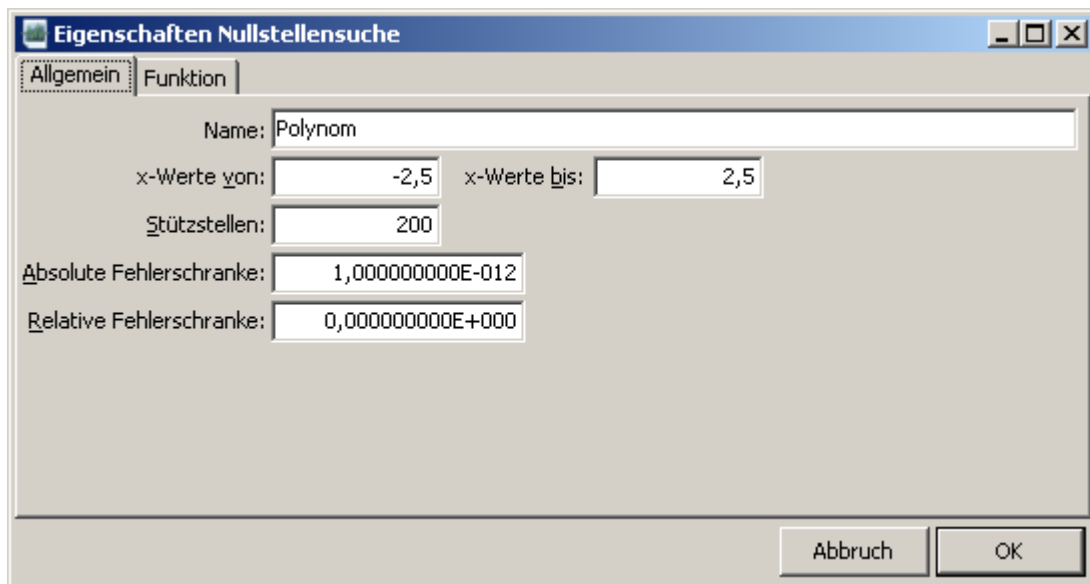 Eigenschaften Nullstellensuche
Allgemein Funktion
Name: Polynom
x-Werte von: -2,5 x-Werte bis: 2,5
Stützstellen: 200
Absolute Fehlerschranke: 1,000000000E-012
Relative Fehlerschranke: 0,000000000E+000
Abbruch OK